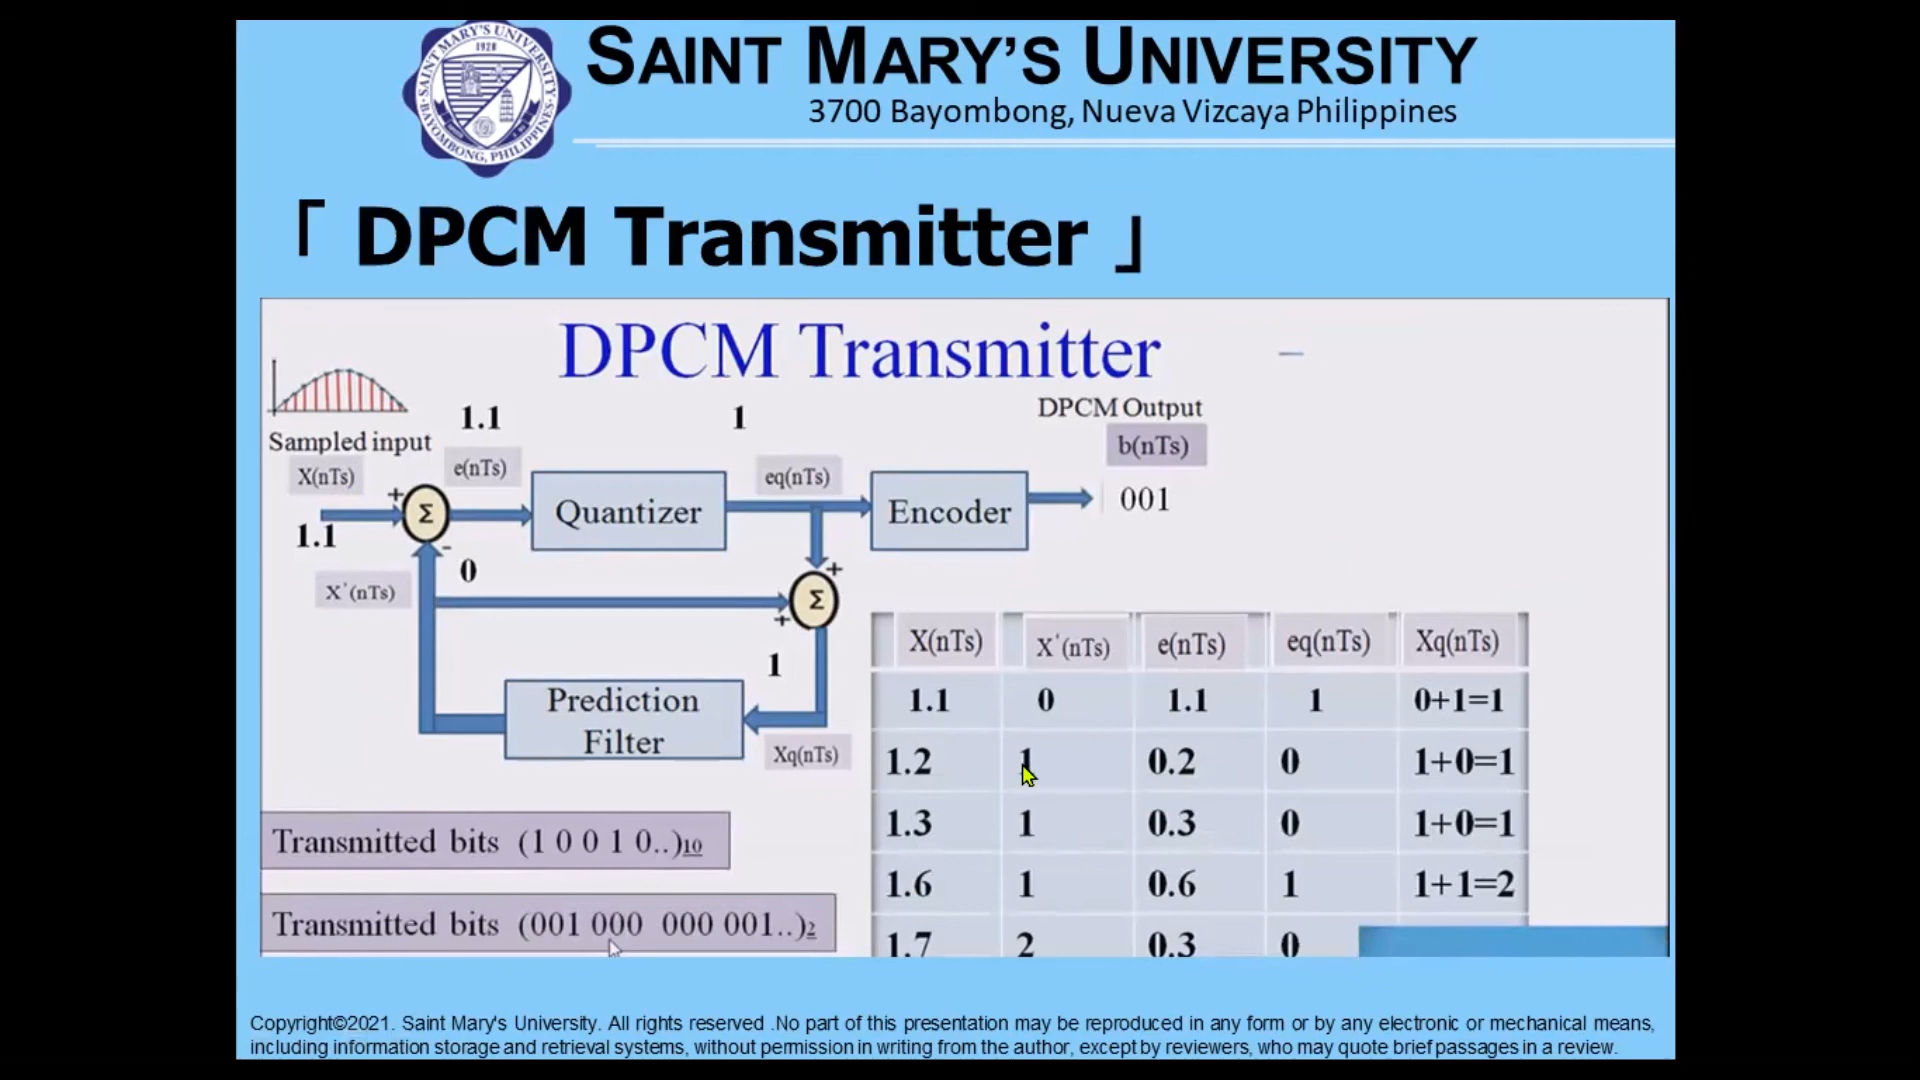 SAINT MARY'S UNIVERSITY
3700 Bayombong, Nueva Vizcaya Philippines
SAINT MARY'S UNIVERSITY
1928
BAYOMBONG, PHILIPPINES
「 DPCM Transmitter 」
DPCM Transmitter
Sampled input
X(nTs)
1.1
1.1
e(nTs)
+
Σ
-
0
X'(nTs)
Quantizer
1
eq(nTs)
Encoder
DPCM Output
b(nTs)
001
+
Σ
+
1
Prediction
Filter
Xq(nTs)
Transmitted bits (1 0 0 1 0..)10
Transmitted bits (001 000 000 001..)2
X(nTs) X'(nTs) e(nTs) eq(nTs) Xq(nTs)
1.1 0 1.1 1 0+1=1
1.2 1 0.2 0 1+0=1
1.3 1 0.3 0 1+0=1
1.6 1 0.6 1 1+1=2
1.7 2 0.3 0
Copyright©2021. Saint Mary's University. All rights reserved .No part of this presentation may be reproduced in any form or by any electronic or mechanical means,
including information storage and retrieval systems, without permission in writing from the author, except by reviewers, who may quote brief passages in a review.